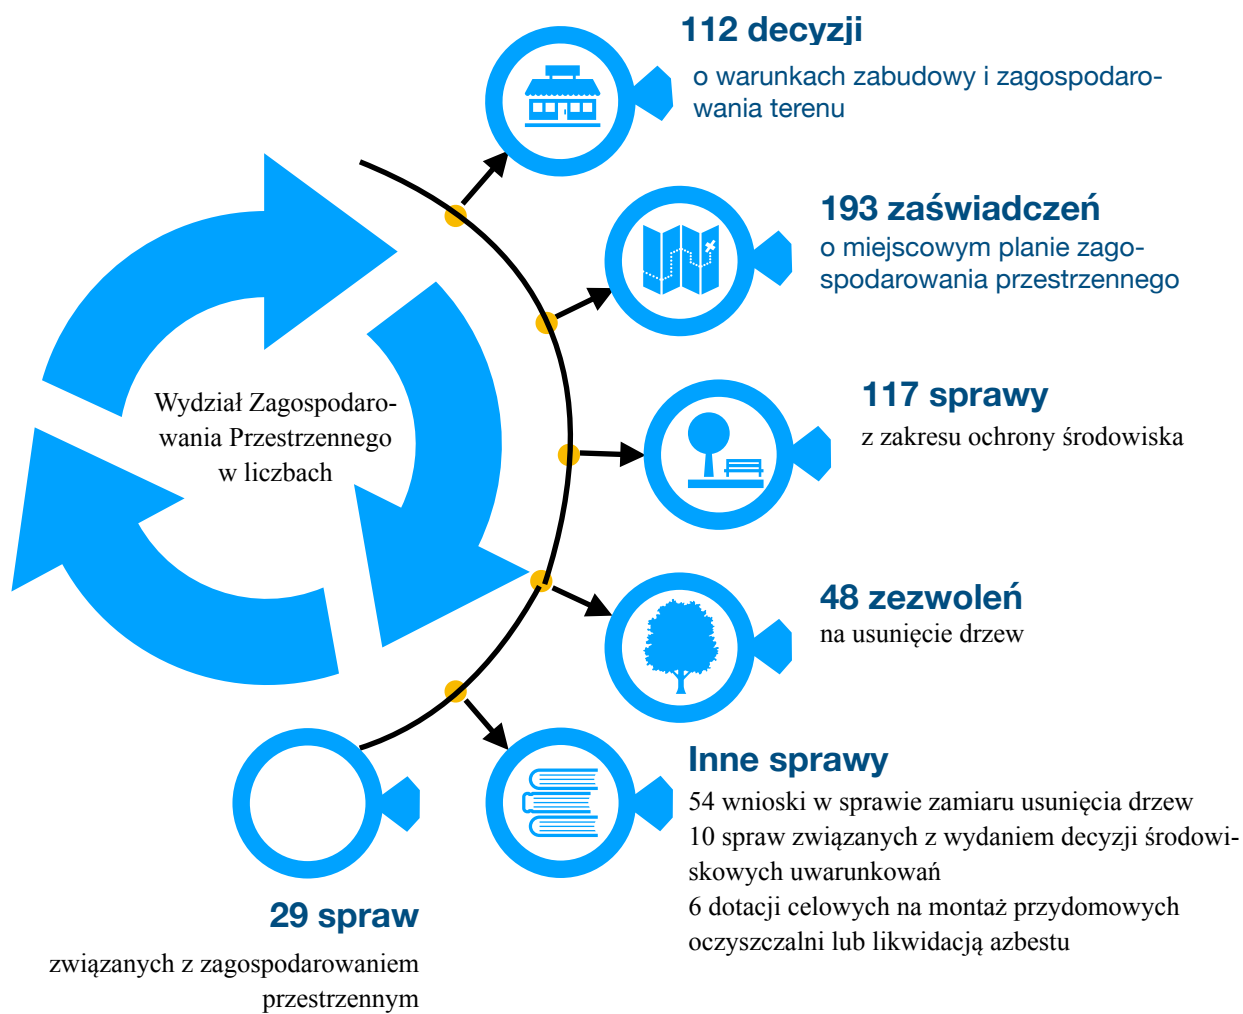 112 decyzji
o warunkach zabudowy i zagospodaro-
wania terenu
193 zaświadczeń
o miejscowym planie zago-
spodarowania przestrzennego
Wydział Zagospodaro-
wania Przestrzennego
w liczbach
117 sprawy
z zakresu ochrony środowiska
48 zezwoleń
na usunięcie drzew
Inne sprawy
54 wnioski w sprawie zamiaru usunięcia drzew
10 spraw związanych z wydaniem decyzji środowi-
skowych uwarunkowań
6 dotacji celowych na montaż przydomowych
oczyszczalni lub likwidacją azbestu
29 spraw
związanych z zagospodarowaniem
przestrzennym